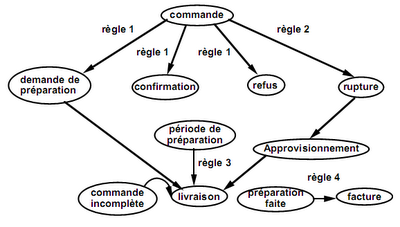 commande
règle 1
règle 2
règle 1
règle 1
demande de
préparation
confirmation
refus
rupture
période de
préparation
Approvisionnement
règle 3
règle 4
commande
incomplète
livraison
préparation
faite
facture